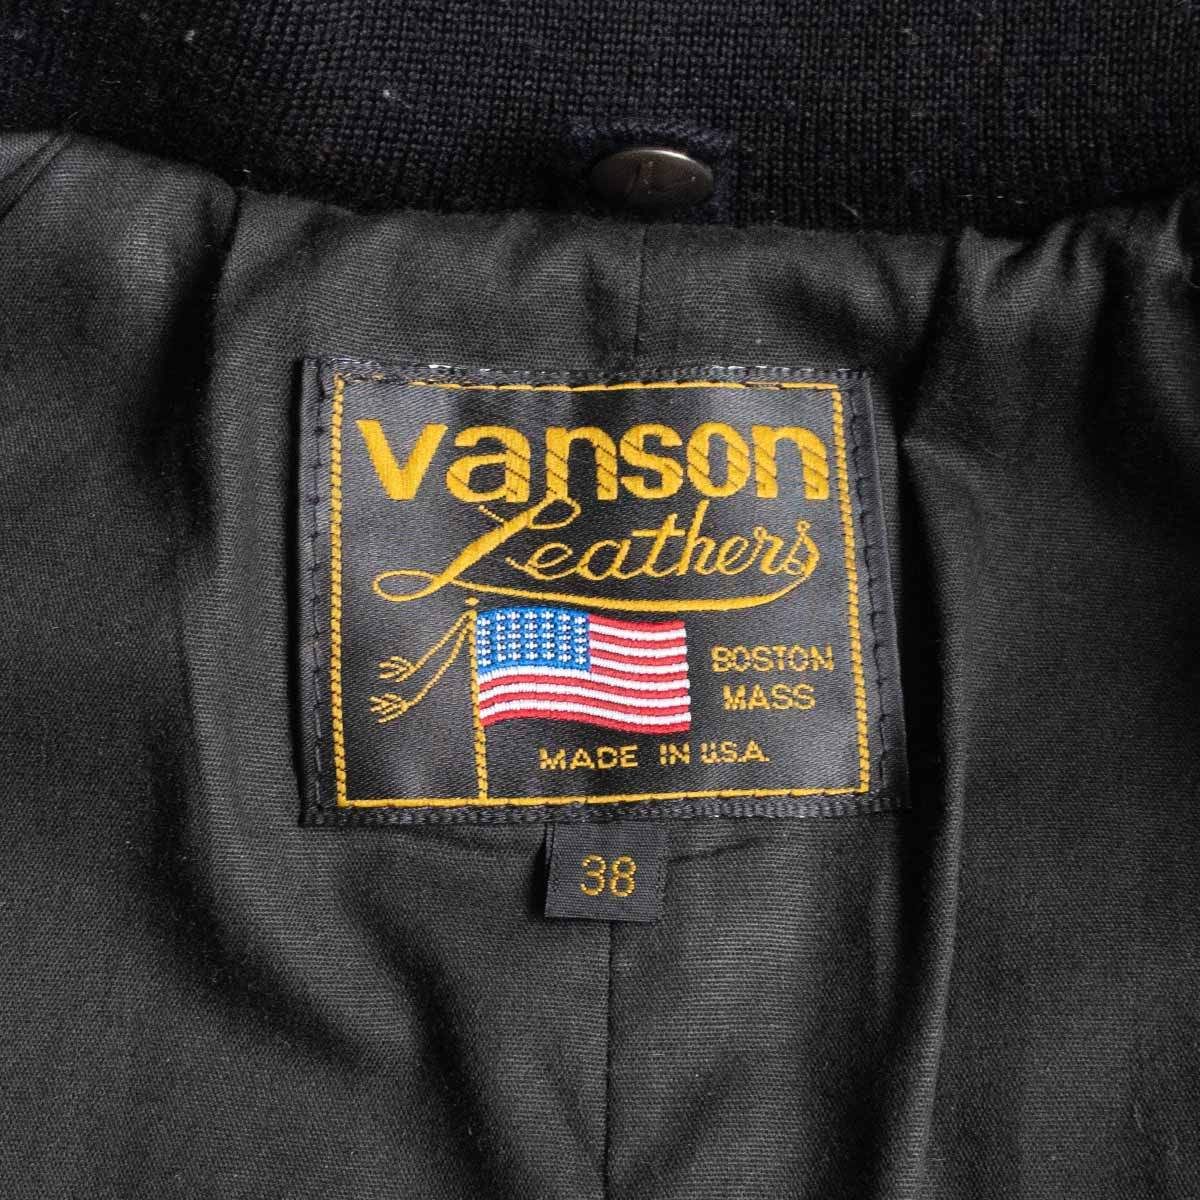 vanson
Leathers
BOSTON
MASS
MADE IN U.S.A.
38